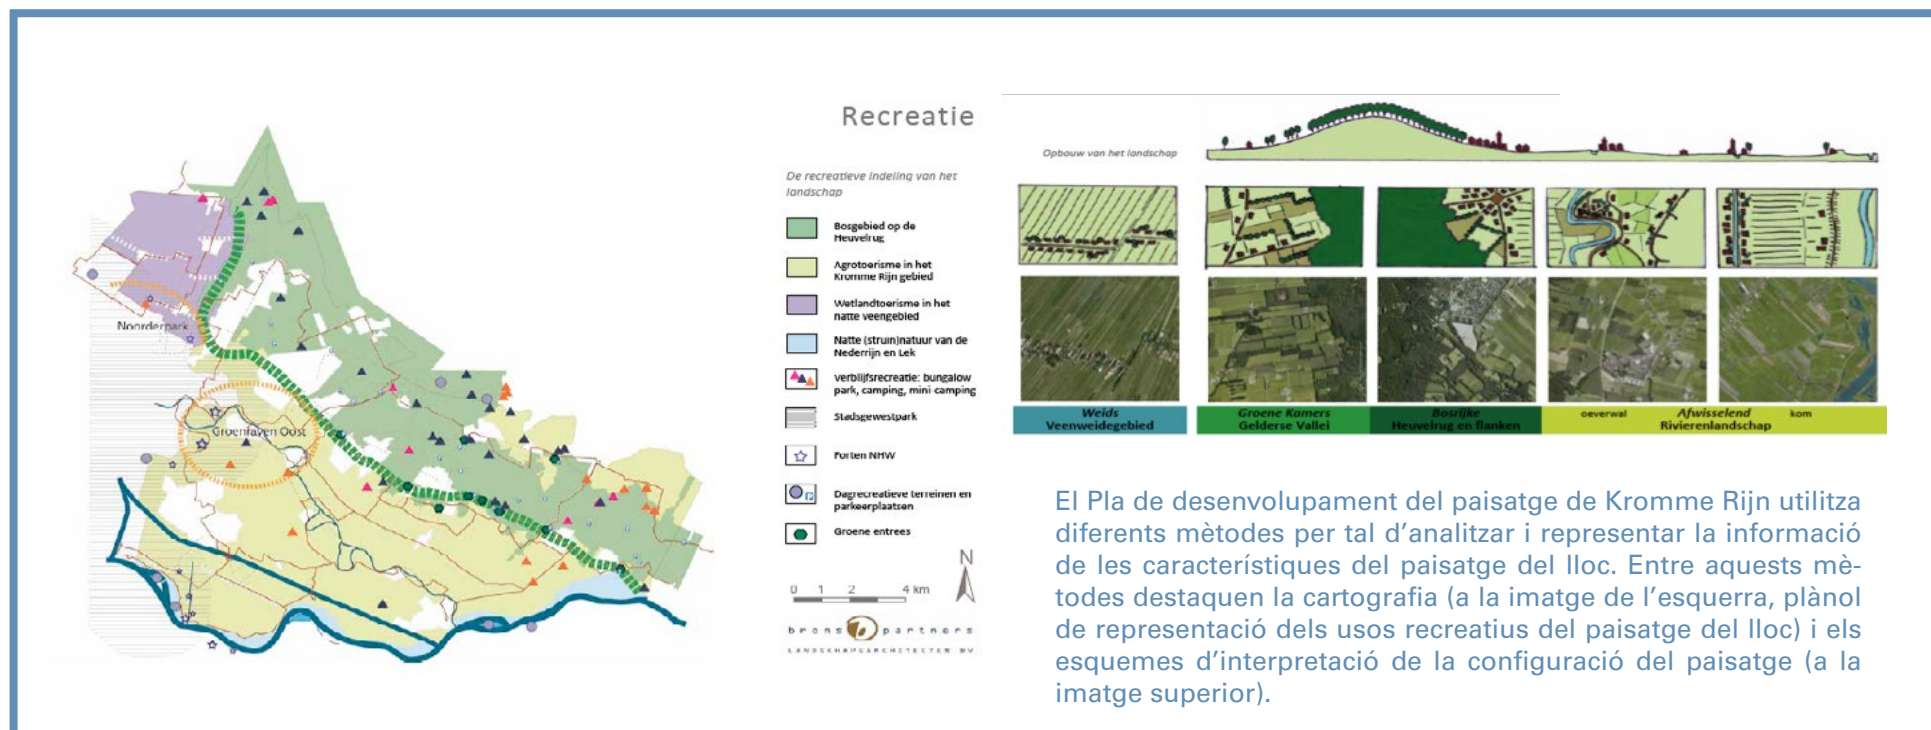 Recreatie
De recreatieve indeling van het
landschap
Bosgebied op de
Heuvelrug
Agrotoerisme in het
Kromme Rijn gebied
Wetlandtoerisme in het
natte veengebied
Natte (struin)natuur van de
Nederrijn en Lek
verblijfsrecreatie: bungalow
park, camping, mini camping
Stadsgewestpark
Forten NHW
Dagrecreatieve terreinen en
parkeerplaatsen
Groene entrees
N
0 1 2 4 km
brons partners
LANDSCHAPSARCHITECTEN BV
Noorderpark
Groenraven Oost
Opbouw van het landschap
Weids
Veenweidegebied
Groene Kamers
Gelderse Vallei
Bosrijke
Heuvelrug en flanken
oeverwal Afwisselend kom
Rivierenlandschap
El Pla de desenvolupament del paisatge de Kromme Rijn utilitza
diferents mètodes per tal d’analitzar i representar la informació
de les característiques del paisatge del lloc. Entre aquests mè-
todes destaquen la cartografia (a la imatge de l’esquerra, plànol
de representació dels usos recreatius del paisatge del lloc) i els
esquemes d’interpretació de la configuració del paisatge (a la
imatge superior).